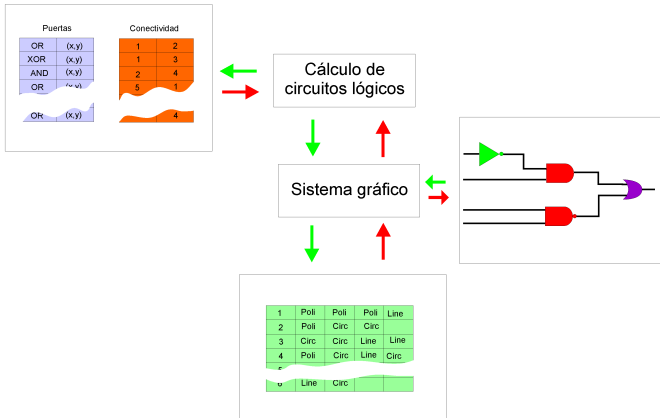 Puertas Conectividad
OR (x,y) 1 2
XOR (x,y) 1 3
AND (x,y) 2 4
OR (x,y) 5 1
OR (x,y) 4
Cálculo de
circuitos lógicos
Sistema gráfico
1 Poli Poli Poli Line
2 Poli Circ Circ
3 Circ Circ Line Line
4 Poli Circ Line Circ
6 Line Circ